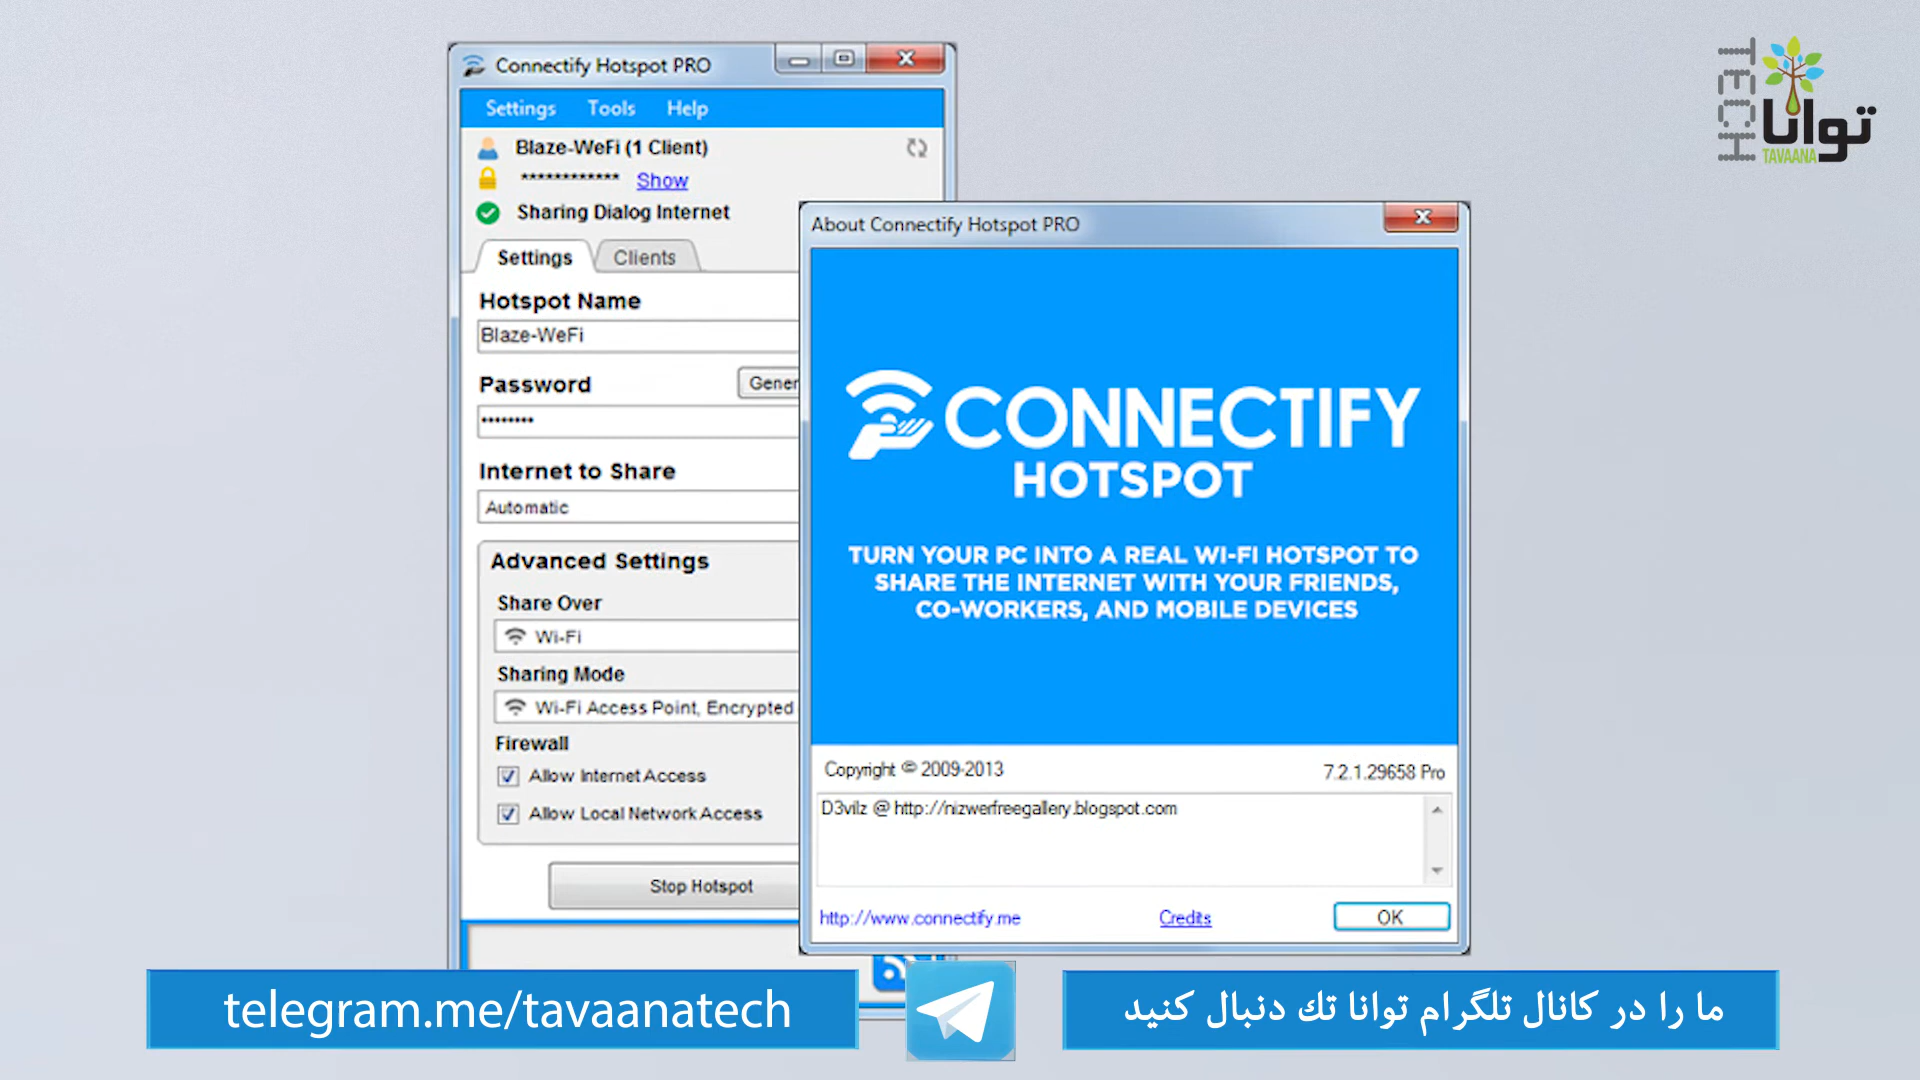 Connectify Hotspot PRO
Settings Tools Help
Blaze-WeFi (1 Client)
************ Show
Sharing Dialog Internet
Settings Clients
Hotspot Name
Blaze-WeFi
Password Gener
••••••••
Internet to Share
Automatic
Advanced Settings
Share Over
Wi-Fi
Sharing Mode
Wi-Fi Access Point, Encrypted
Firewall
Allow Internet Access
Allow Local Network Access
Stop Hotspot
About Connectify Hotspot PRO
CONNECTIFY
HOTSPOT
TURN YOUR PC INTO A REAL WI-FI HOTSPOT TO
SHARE THE INTERNET WITH YOUR FRIENDS,
CO-WORKERS, AND MOBILE DEVICES
Copyright © 2009-2013 7.2.1.29658 Pro
D3vilz @ http://nizwerfreegallery.blogspot.com
http://www.connectify.me Credits OK
TECH
توانا
TAVAANA
telegram.me/tavaanatech
ما را در كانال تلگرام توانا تك دنبال كنيد